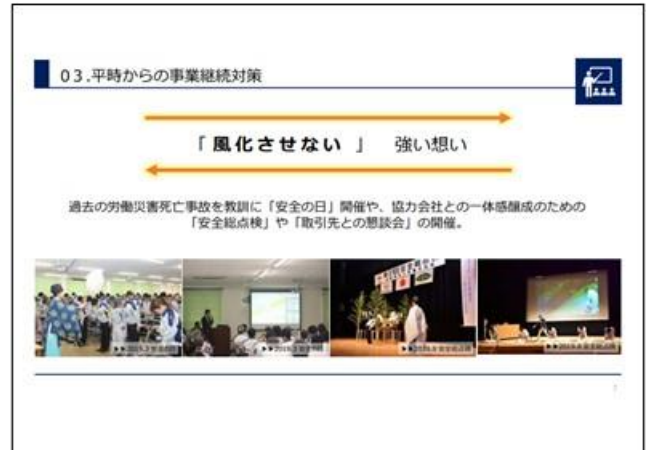 03.平時からの事業継続対策
「 風化させない 」 強い想い
過去の労働災害死亡事故を教訓に「安全の日」開催や、協力会社との一体感醸成のための
「安全総点検」や「取引先との懇談会」の開催。